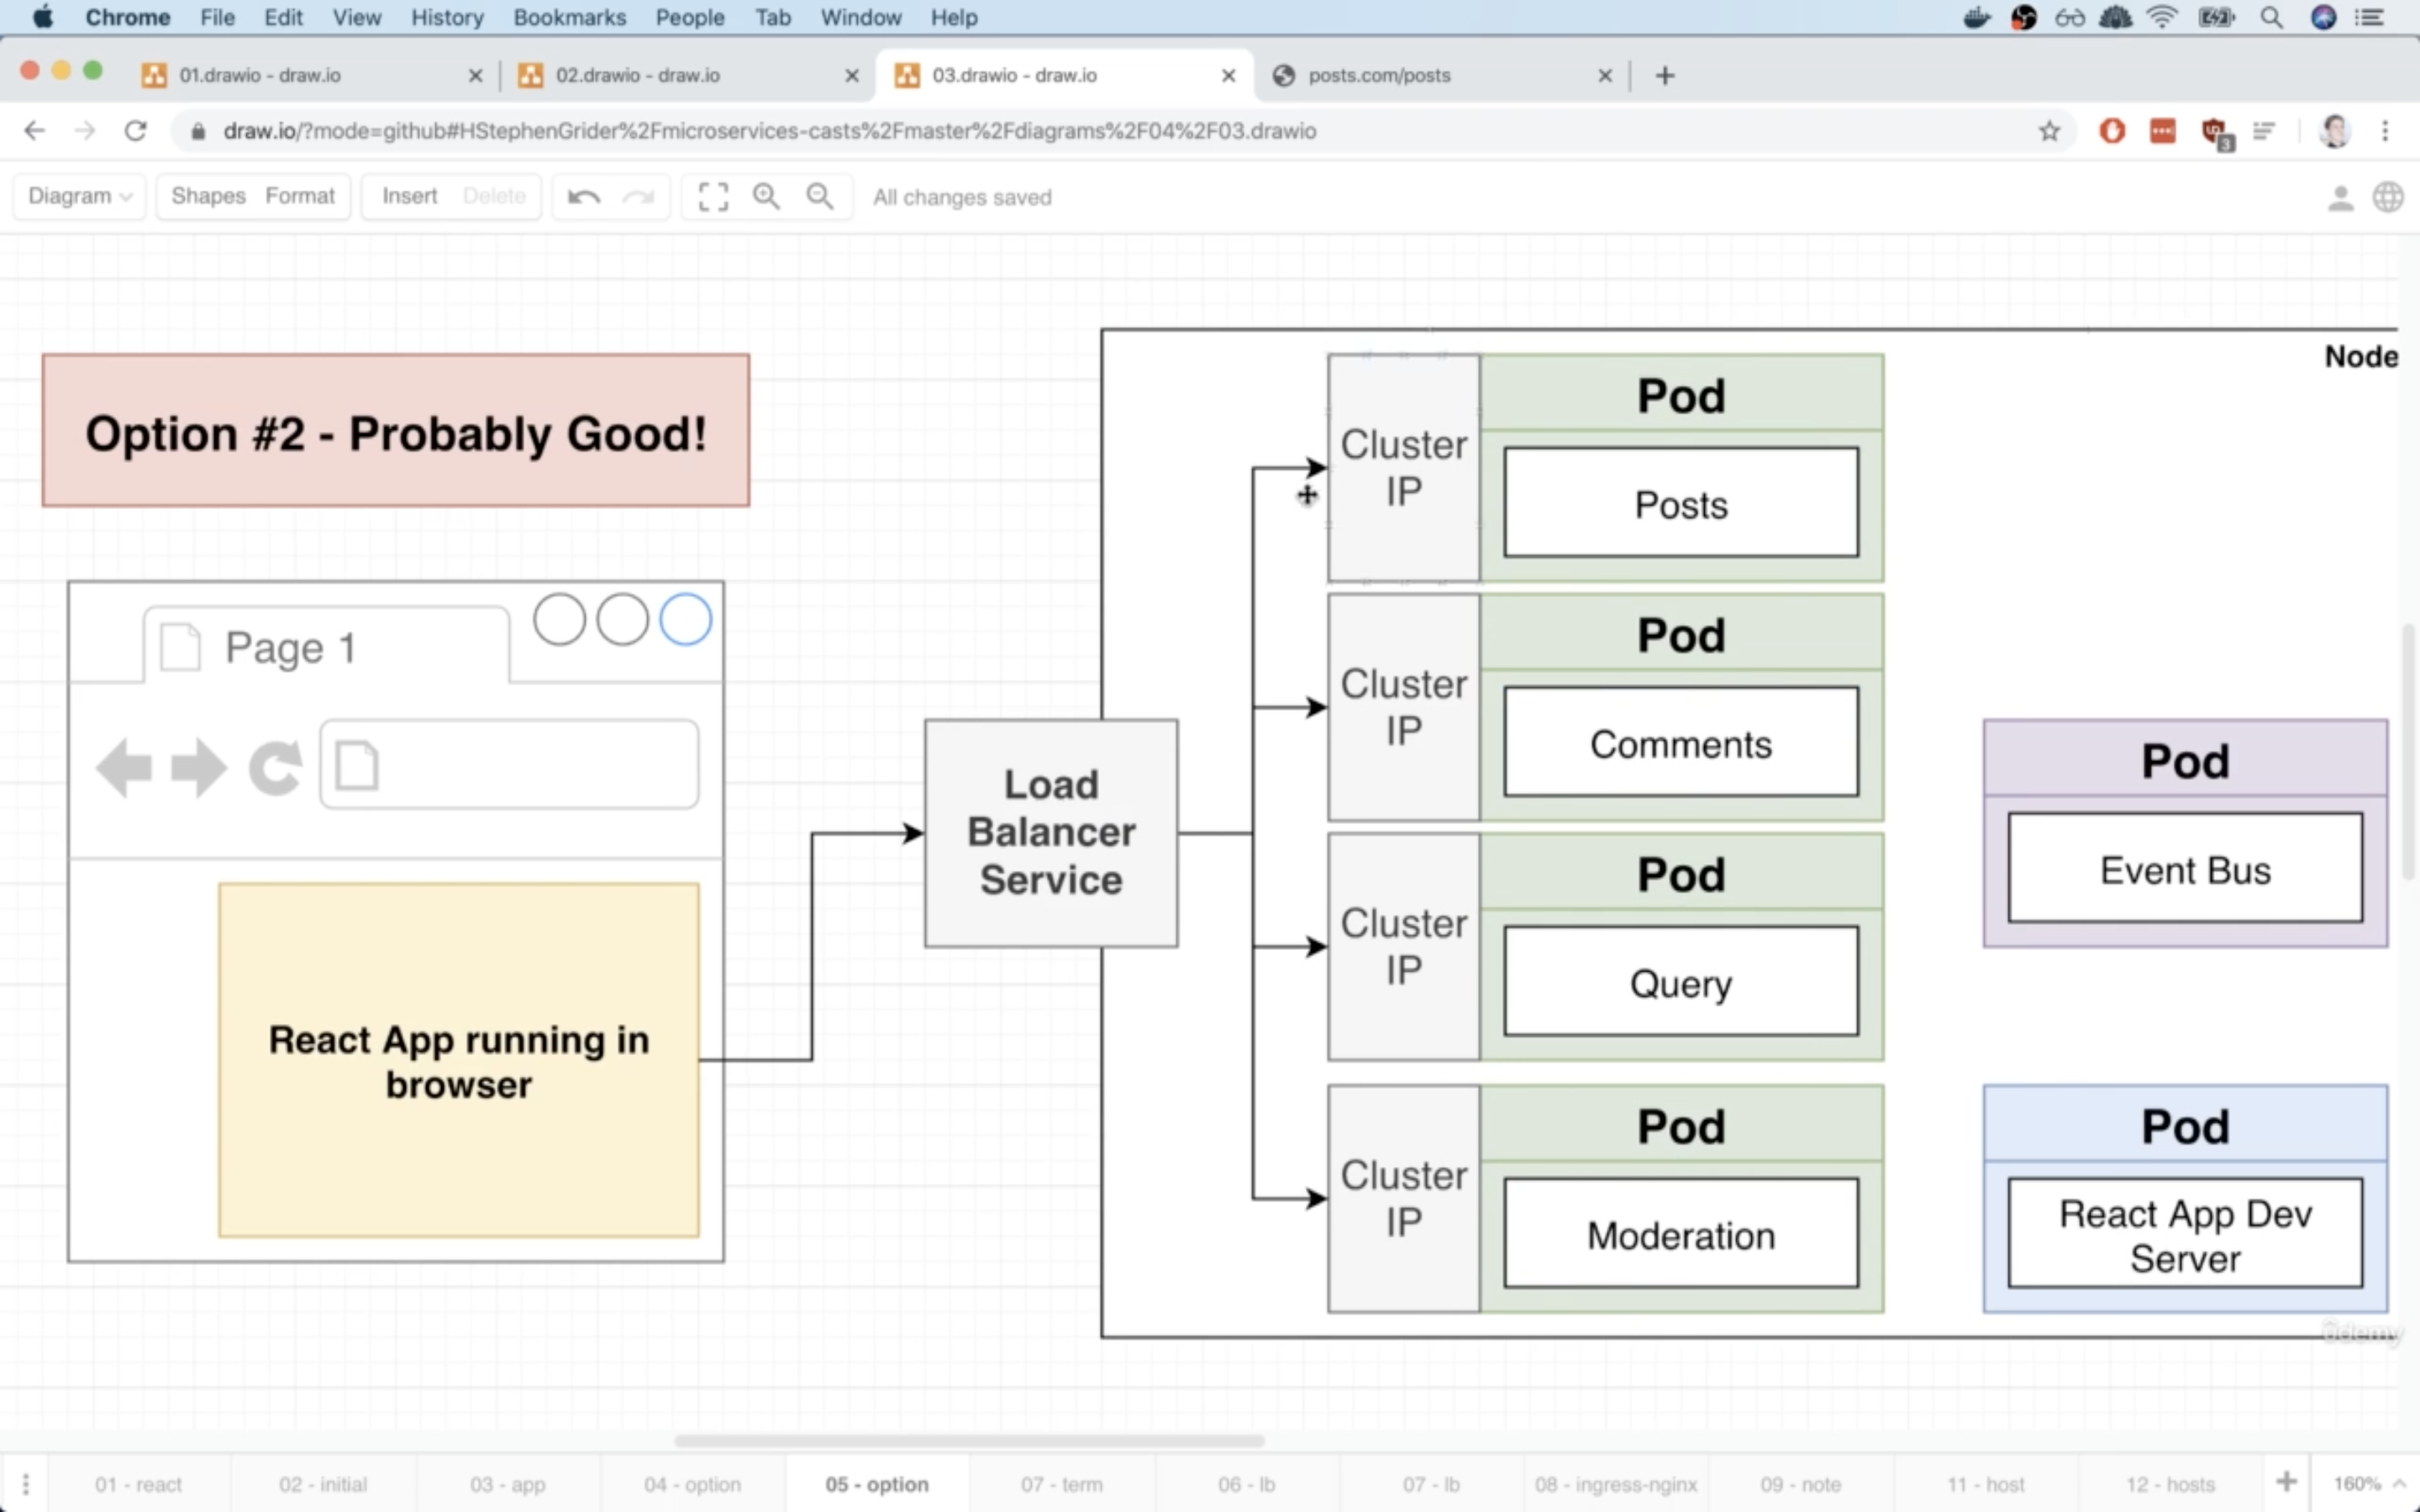 Chrome File Edit View History Bookmarks People Tab Window Help
01.drawio - draw.io
02.drawio - draw.io
03.drawio - draw.io
posts.com/posts
draw.io/?mode=github#HStephenGrider%2Fmicroservices-casts%2Fmaster%2Fdiagrams%2F04%2F03.drawio
3
Diagram Shapes Format Insert Delete All changes saved
Node
Option #2 - Probably Good!
Page 1
React App running in
browser
Load
Balancer
Service
Cluster
IP
Pod
Posts
Cluster
IP
Pod
Comments
Cluster
IP
Pod
Query
Cluster
IP
Pod
Moderation
Pod
Event Bus
Pod
React App Dev
Server
Udemy
01 - react
02 - initial
03 - app
04 - option
05 - option
07 - term
06 - lb
07 - lb
08 - ingress-nginx
09 - note
11 - host
12 - hosts
160%